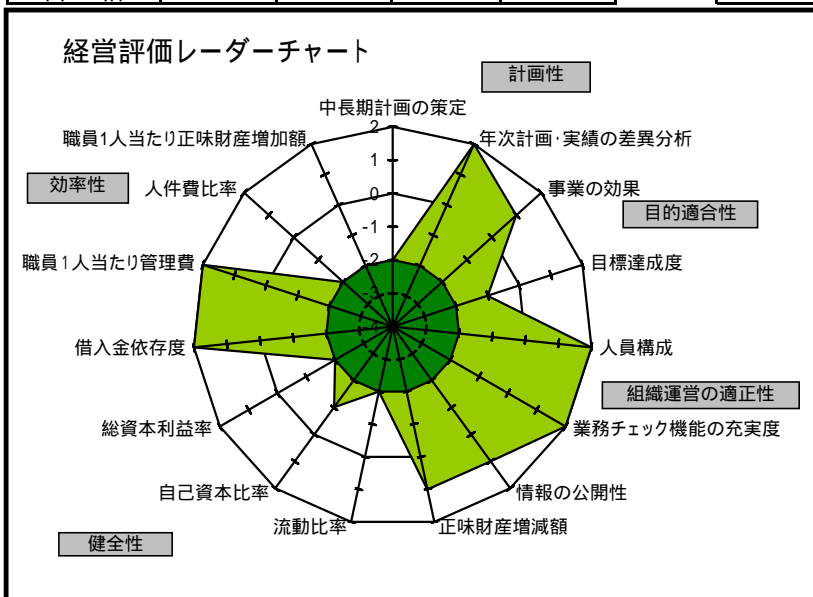 経営評価レーダーチャート
計画性
中長期計画の策定
年次計画・実績の差異分析
事業の効果
目的適合性
目標達成度
人員構成
組織運営の適正性
業務チェック機能の充実度
情報の公開性
正味財産増減額
流動比率
自己資本比率
健全性
総資本利益率
借入金依存度
職員1人当たり管理費
効率性
人件費比率
職員1人当たり正味財産増加額
2
1
0
-1
-2
-3
-4